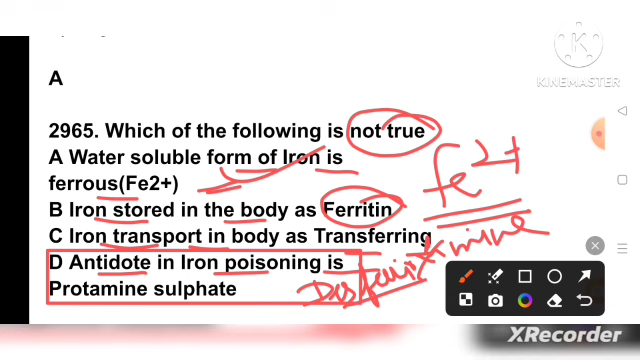 KINEMASTER
A
2965. Which of the following is not true
A Water soluble form of Iron is
ferrous(Fe2+)
Fe2+
B Iron stored in the body as Ferritin
C Iron transport in body as Transferring
D Antidote in Iron poisoning is
Protamine sulphate
XRecorder